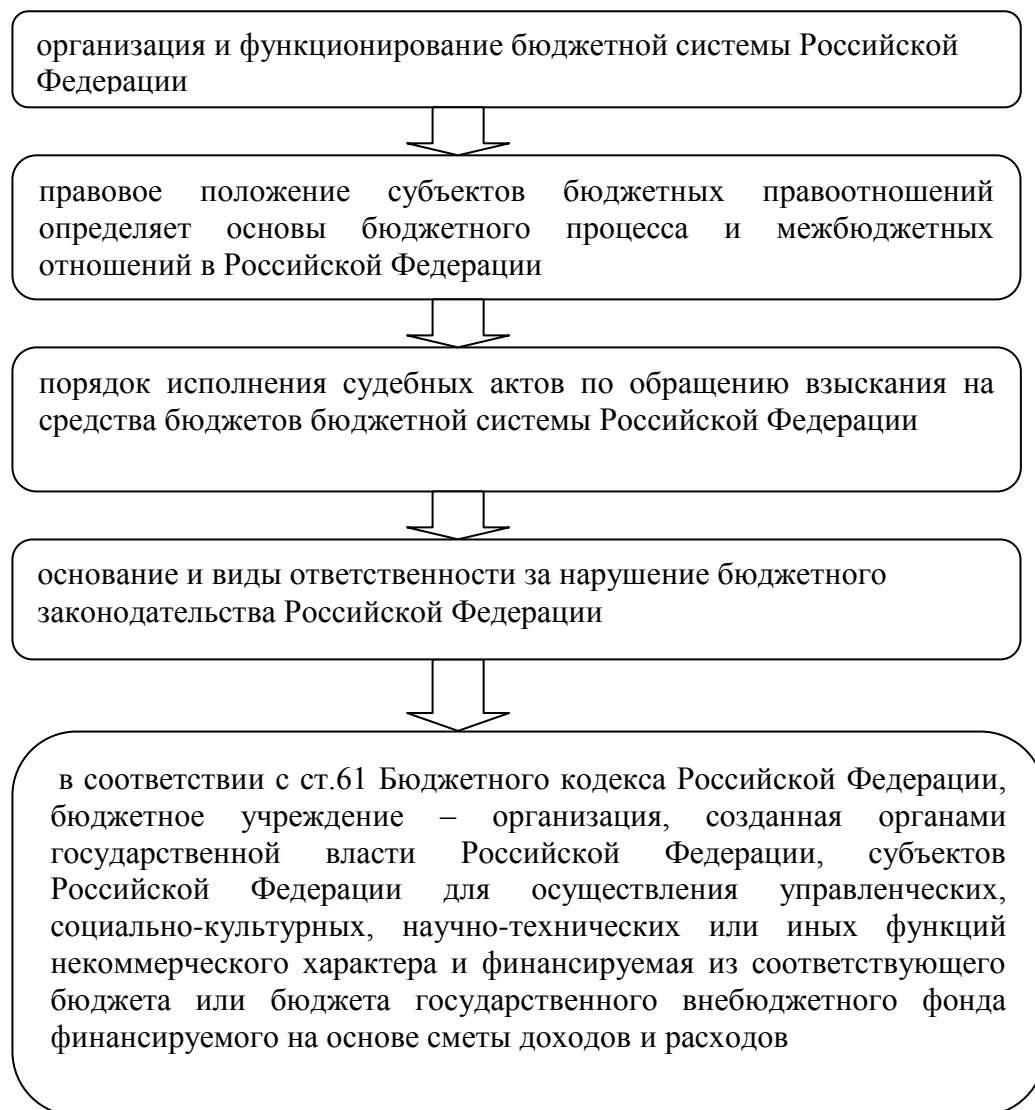 организация и функционирование бюджетной системы Российской
Федерации
правовое положение субъектов бюджетных правоотношений
определяет основы бюджетного процесса и межбюджетных
отношений в Российской Федерации
порядок исполнения судебных актов по обращению взыскания на
средства бюджетов бюджетной системы Российской Федерации
основание и виды ответственности за нарушение бюджетного
законодательства Российской Федерации
в соответствии с ст.61 Бюджетного кодекса Российской Федерации,
бюджетное учреждение – организация, созданная органами
государственной власти Российской Федерации, субъектов
Российской Федерации для осуществления управленческих,
социально-культурных, научно-технических или иных функций
некоммерческого характера и финансируемая из соответствующего
бюджета или бюджета государственного внебюджетного фонда
финансируемого на основе сметы доходов и расходов